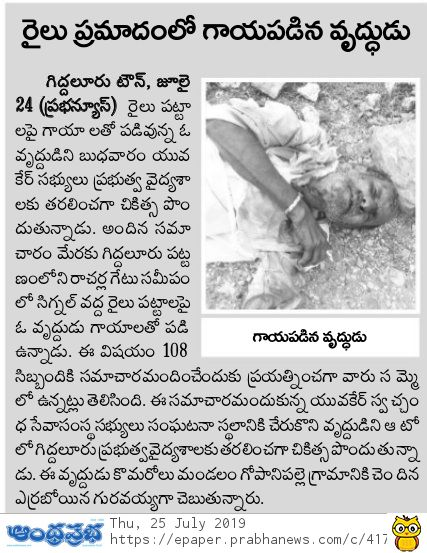 రైలు ప్రమాదంలో గాయపడిన వృద్ధుడు
గిద్దలూరు టౌన్, జూలై
24 (ప్రభన్యూస్) రైలు పట్టా
లపై గాయా లతో పడివున్న ఓ
వృద్దుడిని బుధవారం యువ
కేర్ సభ్యులు ప్రభుత్వ వైద్యశా
లకు తరలించగా చికిత్స పొం
దుతున్నాడు. అందిన సమా
చారం మేరకు గిద్దలూరు పట్ట
ణంలోని రాచర్ల గేటు సమీపం
లో సిగ్నల్ వద్ద రైలు పట్టాలపై
ఓ వృద్దుడు గాయాలతో పడి
ఉన్నాడు. ఈ విషయం 108
గాయపడిన వృద్ధుడు
సిబ్బందికి సమాచారమందించేందుకు ప్రయత్నించగా వారు స మ్మె
లో ఉన్నట్లు తెలిసింది. ఈ సమాచారమందుకున్న యువకేర్ స్వ చ్ఛం
ధ సేవాసంస్థ సభ్యులు సంఘటనా స్థలానికి చేరుకొని వృద్దుడిని ఆ టో
లో గిద్దలూరు ప్రభుత్వవైద్యశాలకు తరలించగా చికిత్స పొందుతున్నా
డు. ఈ వృద్దుడు కొమరోలు మండలం గోపానిపల్లె గ్రామానికి చెం దిన
ఎర్రబోయిన గురవయ్యగా చెబుతున్నారు.
ఆంధ్రప్రభ
Thu, 25 July 2019
https://epaper.prabhanews.com/c/417